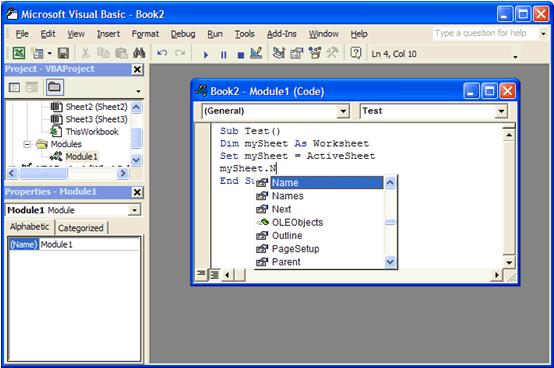 Microsoft Visual Basic - Book2
File Edit View Insert Format Debug Run Tools Add-Ins Window Help Type a question for help
Ln 4, Col 10
Project - VBAProject
Sheet2 (Sheet2)
Sheet3 (Sheet3)
ThisWorkbook
Modules
Module1
Properties - Module1
Module1 Module
Alphabetic Categorized
(Name) Module1
Book2 - Module1 (Code)
(General) Test
Sub Test()
Dim mySheet As Worksheet
Set mySheet = ActiveSheet
mySheet.N
End Su
Name
Names
Next
OLEObjects
Outline
PageSetup
Parent